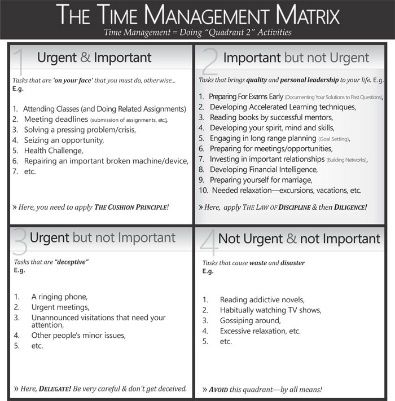 THE TIME MANAGEMENT MATRIX
Time Management = Doing "Quadrant 2" Activities
1
Urgent & Important
Tasks that are 'on your face' that you must do, otherwise...
E.g.
1. Attending Classes (and Doing Related Assignments)
2. Meeting deadlines (submission of assignments, etc),
3. Solving a pressing problem/crisis,
4. Seizing an opportunity,
5. Health Challenge,
6. Repairing an important broken machine/device,
7. etc.
» Here, you need to apply THE CUSHION PRINCIPLE!
2
Important but not Urgent
Tasks that brings quality and personal leadership to your life. E.g.
1. Preparing For Exams Early (Documenting Your Solutions to Past Questions),
2. Developing Accelerated Learning techniques,
3. Reading books by successful mentors,
4. Developing your spirit, mind and skills,
5. Engaging in long range planning (Goal Setting),
6. Preparing for meetings/opportunities,
7. Investing in important relationships (Building Networks),
8. Developing Financial Intelligence,
9. Preparing yourself for marriage,
10. Needed relaxation—excursions, vacations, etc.
» Here, apply THE LAW OF DISCIPLINE & then DILIGENCE!
3
Urgent but not Important
Tasks that are "deceptive"
E.g.
1. A ringing phone,
2. Urgent meetings,
3. Unannounced visitations that need your
attention,
4. Other people's minor issues,
5. etc.
» Here, DELEGATE! Be very careful & don't get deceived.
4
Not Urgent & not Important
Tasks that cause waste and disaster
E.g.
1. Reading addictive novels,
2. Habitually watching TV shows,
3. Gossiping around,
4. Excessive relaxation, etc.
5. etc.
» AVOID this quadrant—by all means!